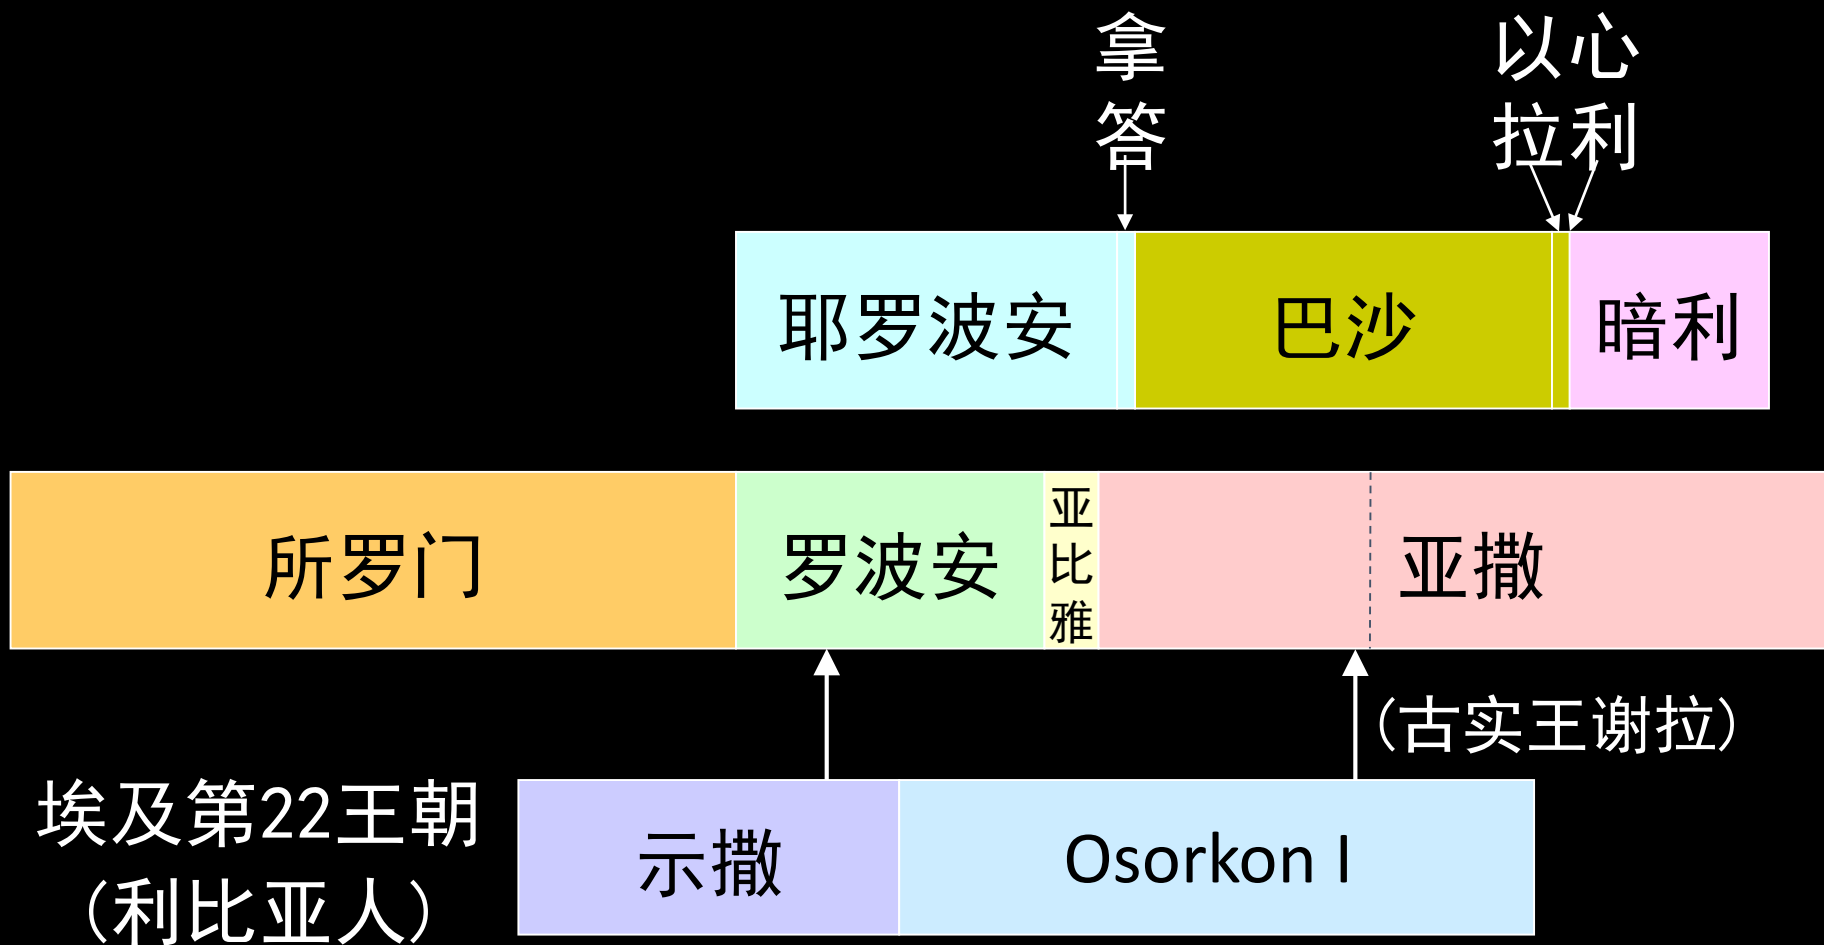 拿答
以拉
心利
耶罗波安
巴沙
暗利
所罗门
罗波安
亚比雅
亚撒
(古实王谢拉)
埃及第22王朝
(利比亚人)
示撒
Osorkon I